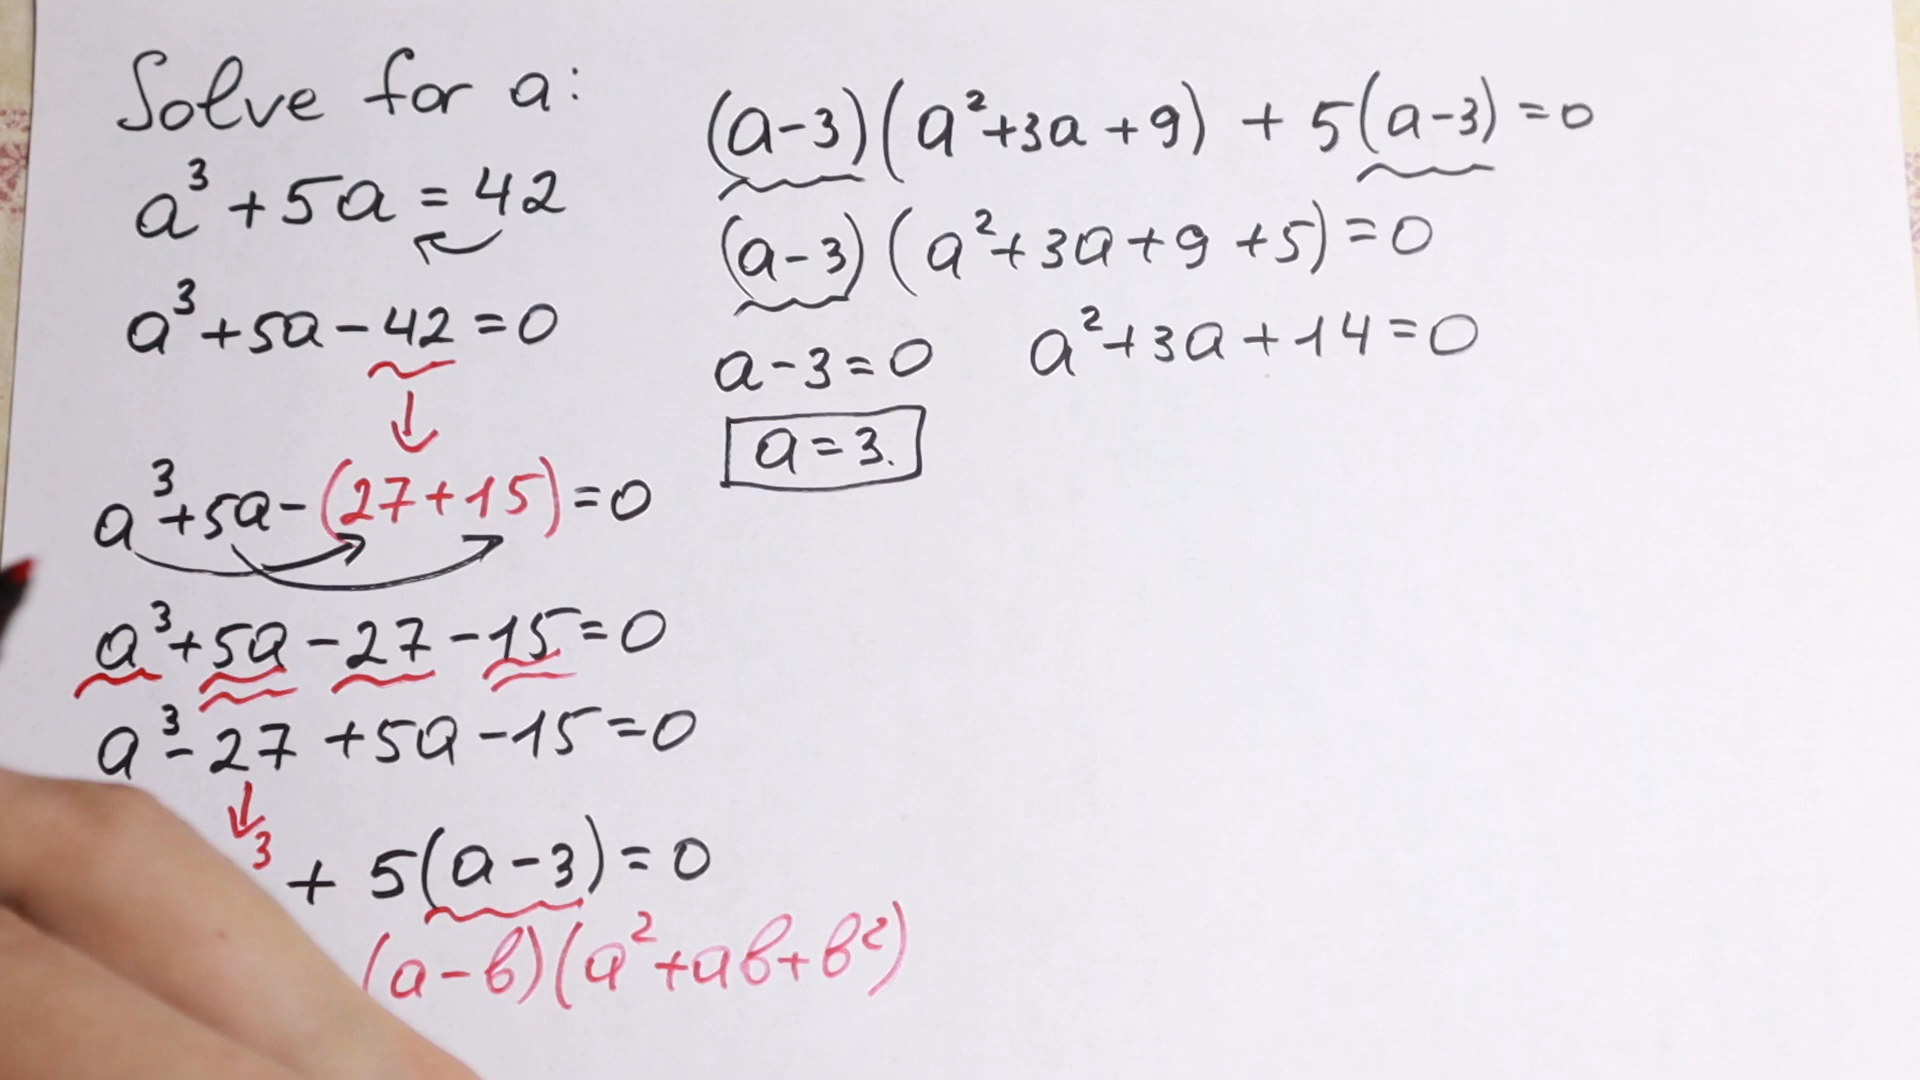 Solve for a:
a³+5a=42
a³+5a-42=0
a³+5a-(27+15)=0
a³+5a-27-15=0
a³-27+5a-15=0
3 + 5(a-3)=0
(a-b)(a²+ab+b²)
(a-3)(a²+3a+9)+5(a-3)=0
(a-3)(a²+3a+9+5)=0
a-3=0 a²+3a+14=0
a=3.